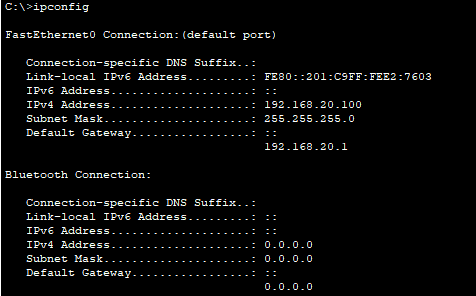 C:\>ipconfig
FastEthernet0 Connection:(default port)
Connection-specific DNS Suffix..:
Link-local IPv6 Address.........: FE80::201:C9FF:FEE2:7603
IPv6 Address....................: ::
IPv4 Address....................: 192.168.20.100
Subnet Mask.....................: 255.255.255.0
Default Gateway.................: ::
192.168.20.1
Bluetooth Connection:
Connection-specific DNS Suffix..:
Link-local IPv6 Address.........: ::
IPv6 Address....................: ::
IPv4 Address....................: 0.0.0.0
Subnet Mask.....................: 0.0.0.0
Default Gateway.................: ::
0.0.0.0